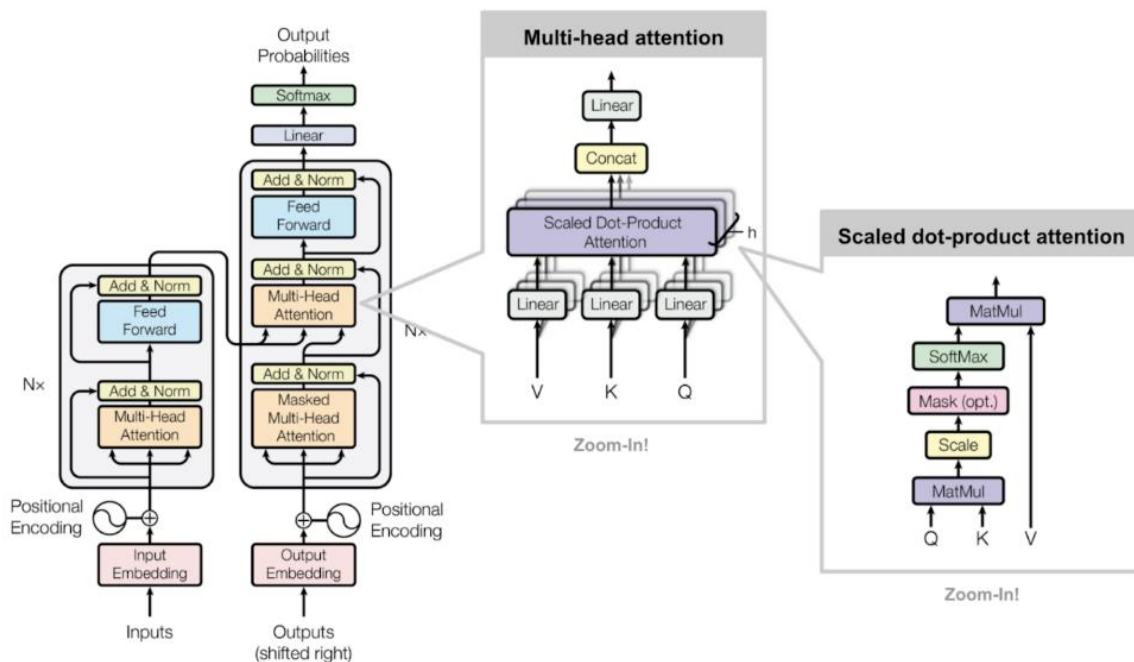 Output
Probabilities
Softmax
Linear
Add & Norm
Feed
Forward
Add & Norm
Multi-Head
Attention
Add & Norm
Masked
Multi-Head
Attention
N×
Positional
Encoding
Output
Embedding
Outputs
(shifted right)
Add & Norm
Feed
Forward
Add & Norm
Multi-Head
Attention
N×
Positional
Encoding
Input
Embedding
Inputs
Multi-head attention
Linear
Concat
Scaled Dot-Product
Attention
h
Linear
Linear
Linear
V
K
Q
Zoom-In!
Scaled dot-product attention
MatMul
SoftMax
Mask (opt.)
Scale
MatMul
Q
K
V
Zoom-In!